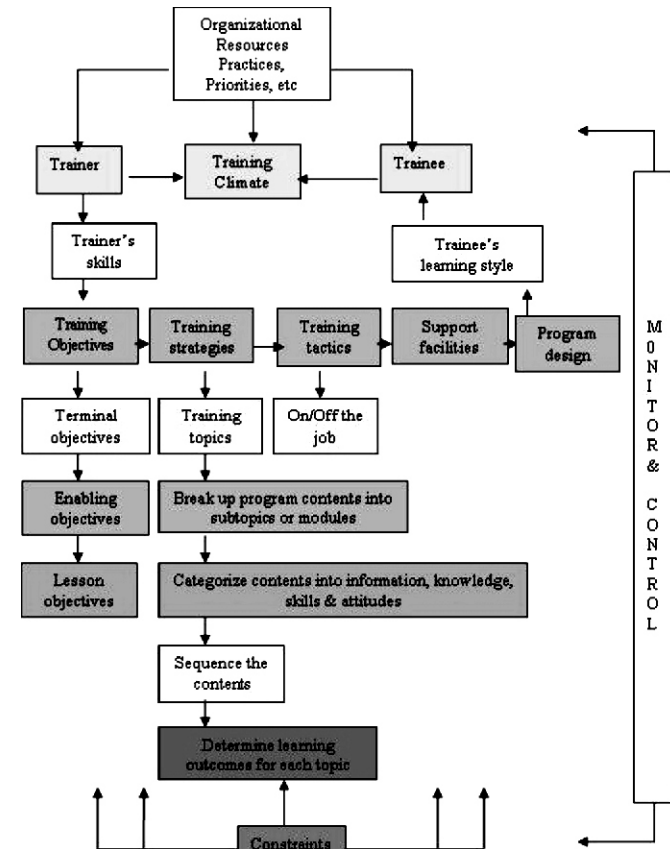 Organizational
Resources
Practices,
Priorities, etc
Trainer
Training
Climate
Trainee
Trainer's
skills
Trainee's
learning style
Training
Objectives
Training
strategies
Training
tactics
Support
facilities
Program
design
Terminal
objectives
Training
topics
On/Off the
job
Enabling
objectives
Break up program contents into
subtopics or modules
Lesson
objectives
Categorize contents into information, knowledge,
skills & attitudes
Sequence the
contents
Determine learning
outcomes for each topic
Constraints
M
0
N
I
T
O
R
&
C
O
N
T
R
O
L